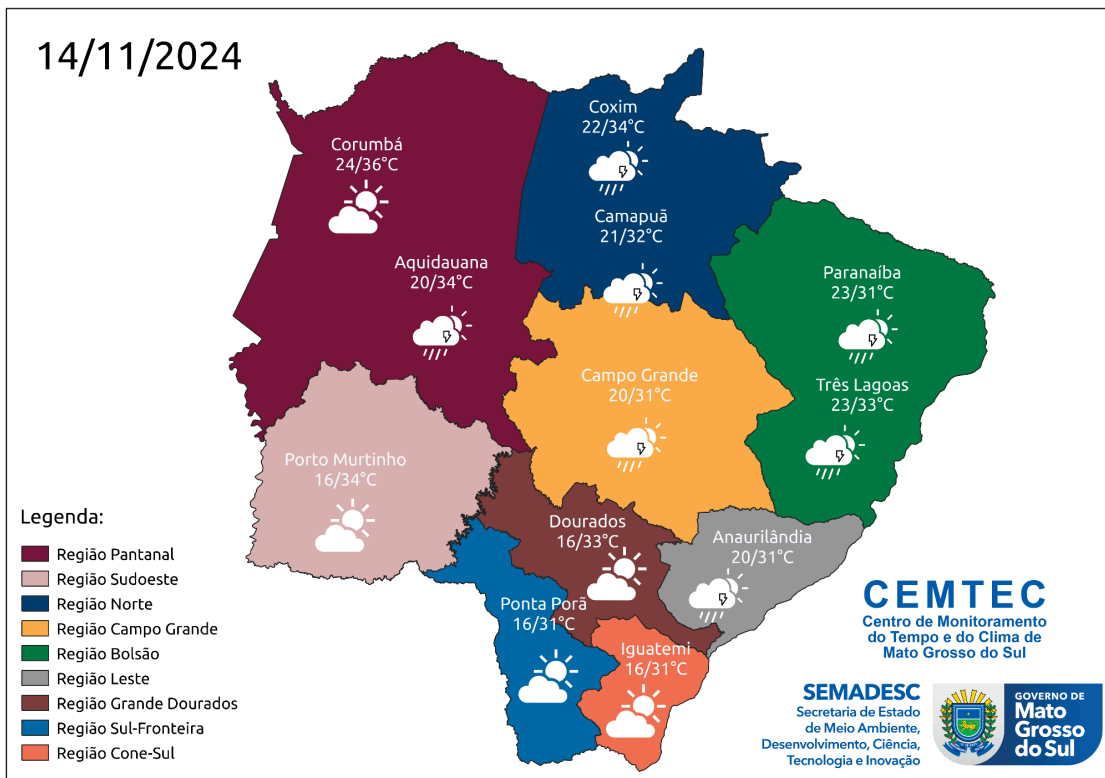 14/11/2024
Coxim
22/34°C
Corumbá
24/36°C
Camapuã
21/32°C
Aquidauana
20/34°C
Paranaíba
23/31°C
Campo Grande
20/31°C
Três Lagoas
23/33°C
Porto Murtinho
16/34°C
Dourados
16/33°C
Anaurilândia
20/31°C
Ponta Porã
16/31°C
Iguatemi
16/31°C
Legenda:
Região Pantanal
Região Sudoeste
Região Norte
Região Campo Grande
Região Bolsão
Região Leste
Região Grande Dourados
Região Sul-Fronteira
Região Cone-Sul
CEMTEC
Centro de Monitoramento
do Tempo e do Clima de
Mato Grosso do Sul
SEMADESC
Secretaria de Estado
de Meio Ambiente,
Desenvolvimento, Ciência,
Tecnologia e Inovação
GOVERNO DE
Mato
Grosso
do Sul